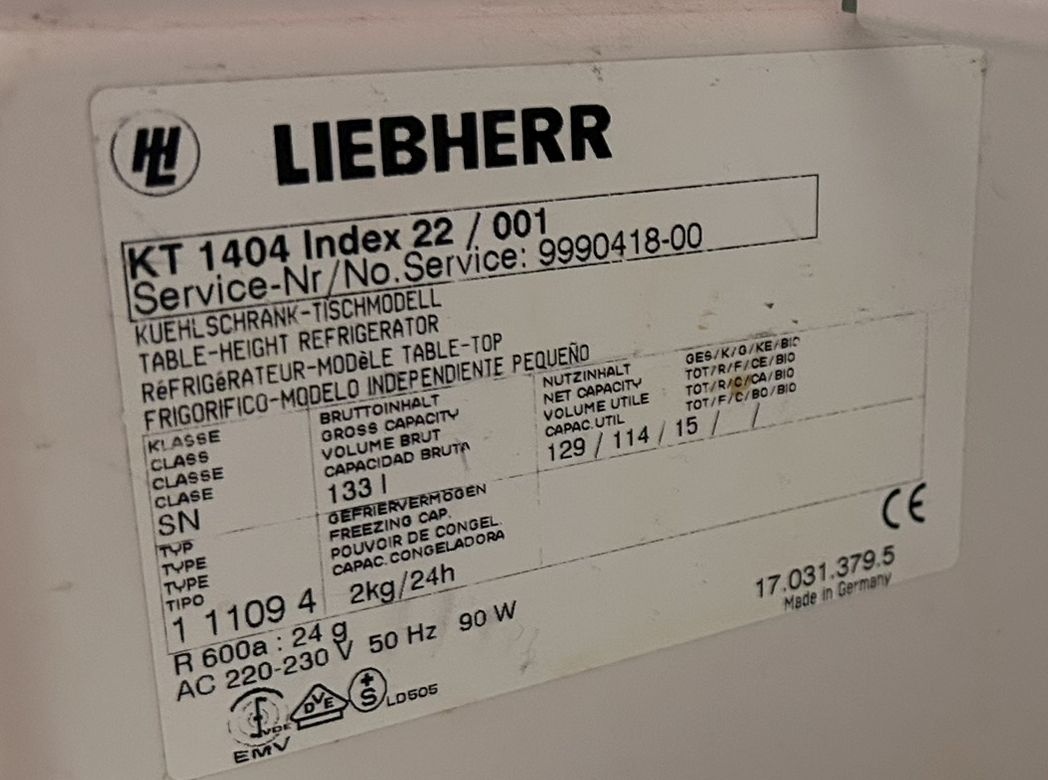 LIEBHERR
KT 1404 Index 22 / 001
Service-Nr/No.Service: 9990418-00
KUEHLSCHRANK-TISCHMODELL
TABLE-HEIGHT REFRIGERATOR
RéFRIGéRATEUR-MODèLE TABLE-TOP
FRIGORIFICO-MODELO INDEPENDIENTE PEQUEÑO
KLASSE
CLASS
CLASSE
CLASE
SN
BRUTTOINHALT
GROSS CAPACITY
VOLUME BRUT
CAPACIDAD BRUTA
133 l
NUTZINHALT
NET CAPACITY
VOLUME UTILE
CAPAC.UTIL
GES/K/G/KE/BIO
TOT/R/F/CE/BIO
TOT/R/C/CA/BIO
TOT/F/C/BO/BIO
129 / 114 / 15 / /
TYP
TYPE
TYPE
TIPO
1 1109 4
GEFRIERVERMÖGEN
FREEZING CAP.
POUVOIR DE CONGEL.
CAPAC.CONGELADORA
2kg/24h
R 600a : 24 g
AC 220-230 V 50 Hz 90 W
CE
17.031.379.5
Made in Germany
VDE
EMV
DVE
+S
LD505